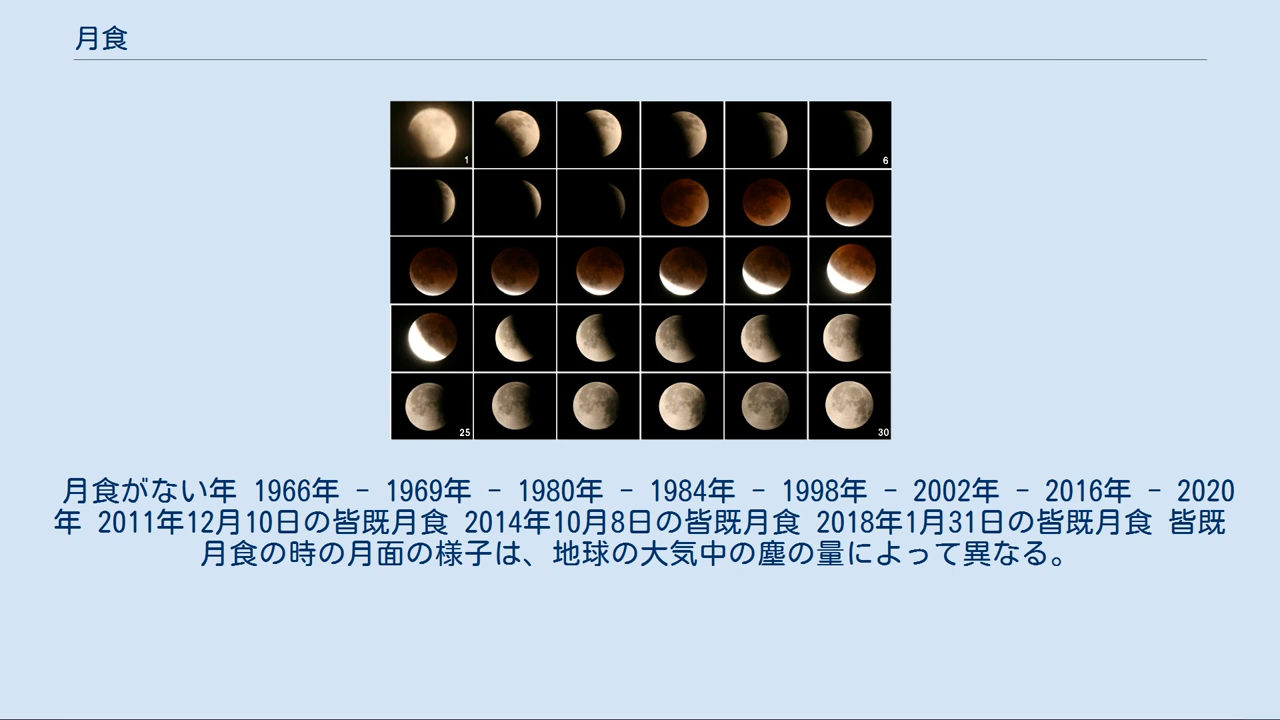 月食
1
6
25
30
月食がない年 1966年 - 1969年 - 1980年 - 1984年 - 1998年 - 2002年 - 2016年 - 2020
年 2011年12月10日の皆既月食 2014年10月8日の皆既月食 2018年1月31日の皆既月食 皆既
月食の時の月面の様子は、地球の大気中の塵の量によって異なる。